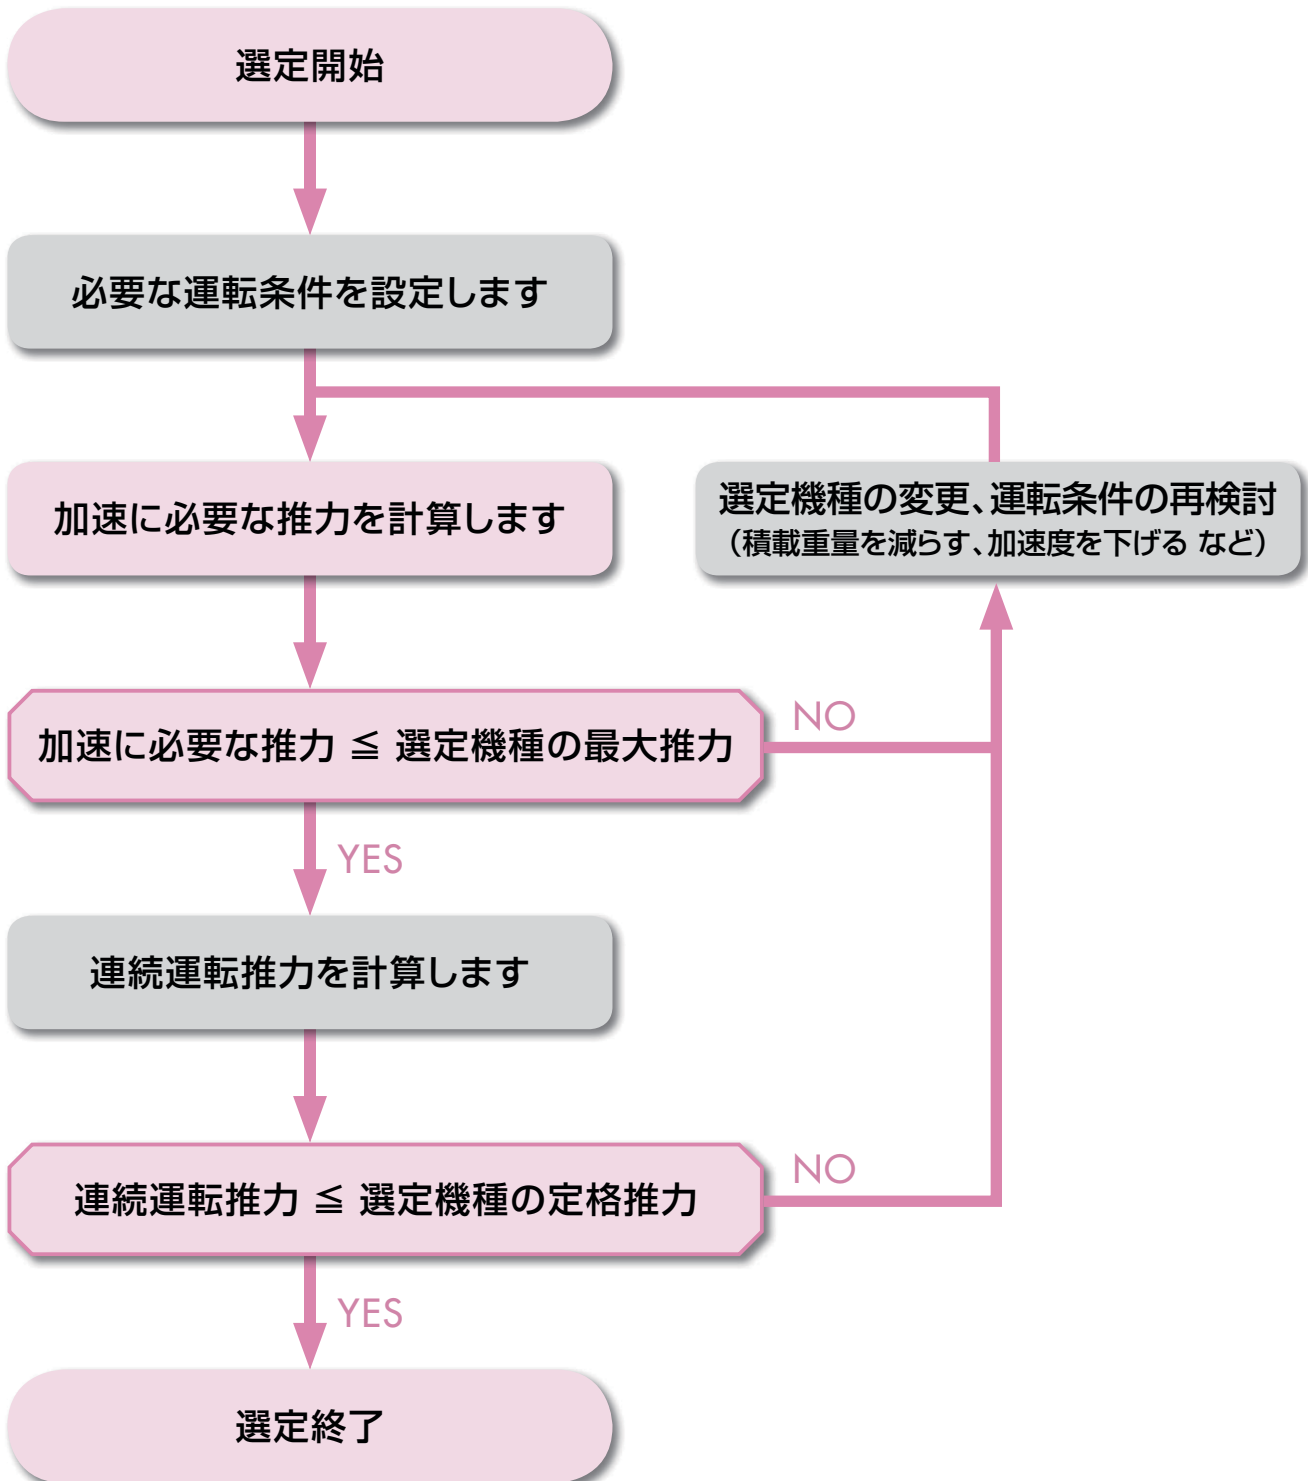 選定開始
必要な運転条件を設定します
加速に必要な推力を計算します
選定機種の変更、運転条件の再検討
（積載重量を減らす、加速度を下げる など）
加速に必要な推力 ≦ 選定機種の最大推力
NO
YES
連続運転推力を計算します
連続運転推力 ≦ 選定機種の定格推力
NO
YES
選定終了